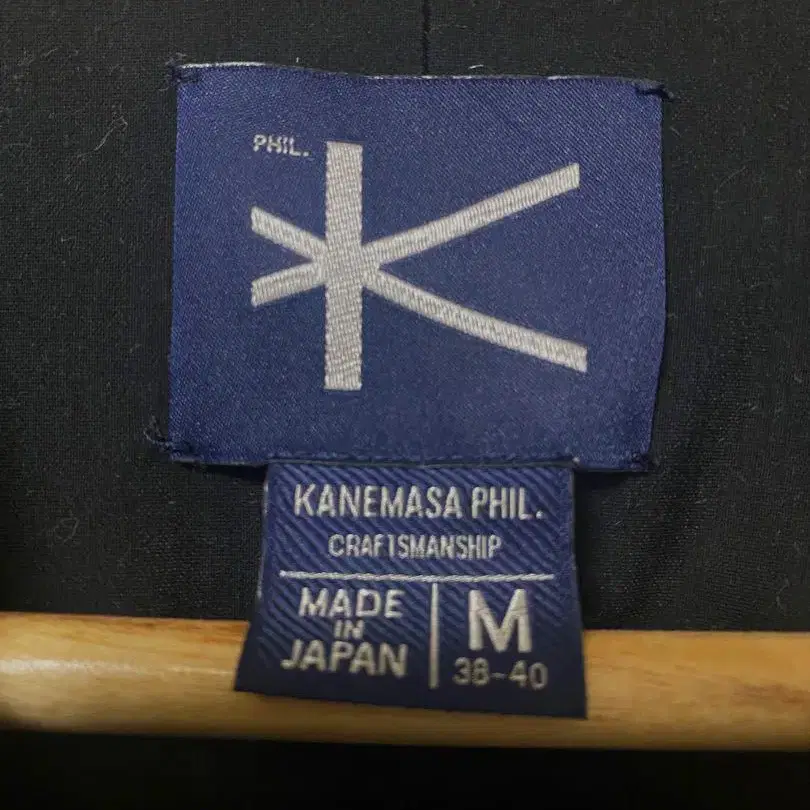 PHIL.
K
KANEMASA PHIL.
CRAFTSMANSHIP
MADE
IN
JAPAN
M
38-40